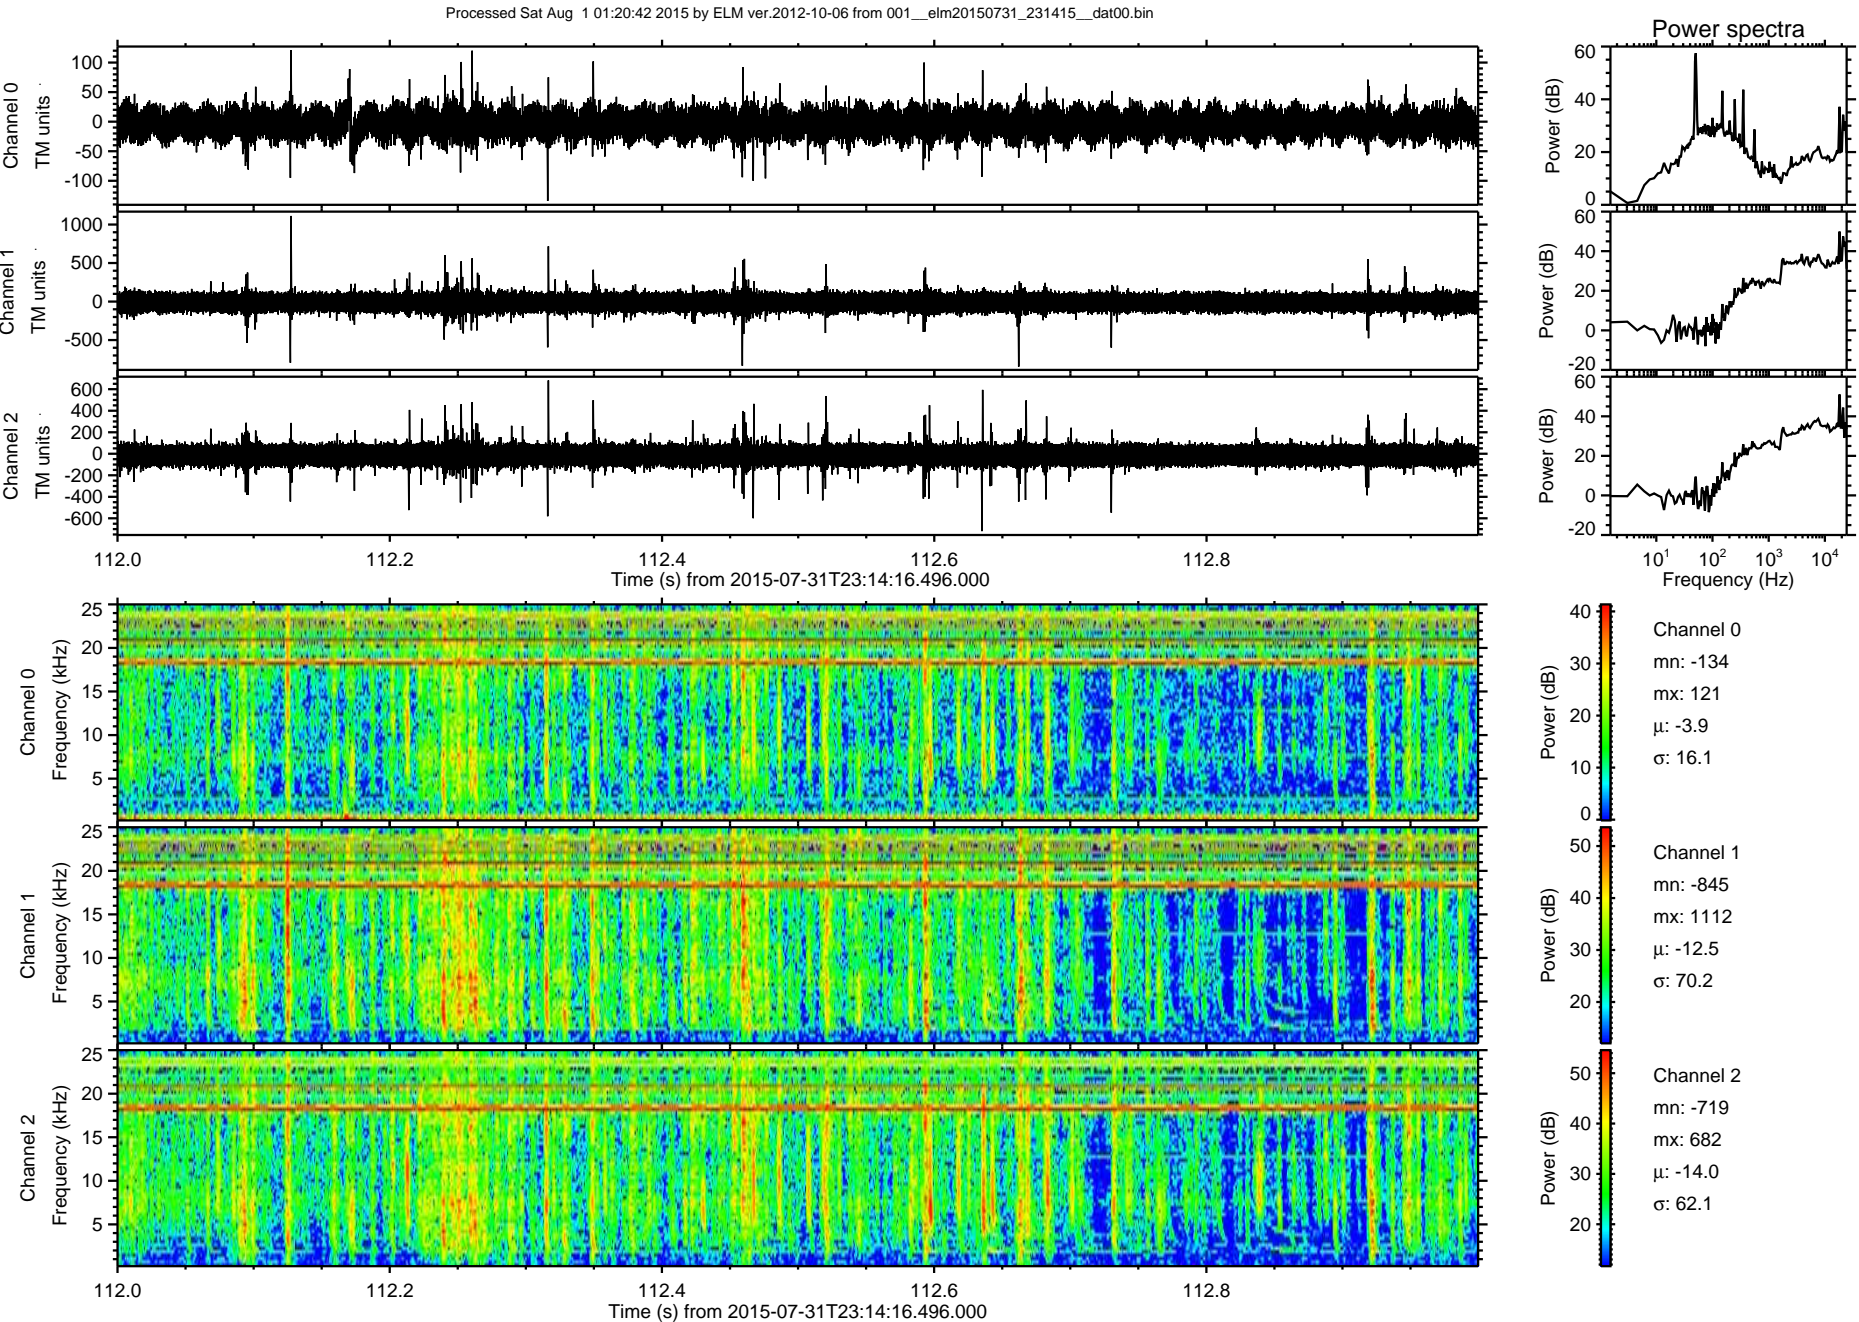 Processed Sat Aug 1 01:20:42 2015 by ELM ver.2012-10-06 from 001__elm20150731_231415__dat00.bin
Power spectra
Channel 0
TM units
100
50
0
-50
-100
Power (dB)
60
40
20
0
Channel 1
TM units
1000
500
0
-500
Power (dB)
60
40
20
0
-20
Channel 2
TM units
600
400
200
0
-200
-400
-600
Power (dB)
60
40
20
0
-20
112.0 112.2 112.4 112.6 112.8
Time (s) from 2015-07-31T23:14:16.496.000
10¹ 10² 10³ 10⁴
Frequency (Hz)
Channel 0
Frequency (kHz)
25
20
15
10
5
Power (dB)
40
30
20
10
0
Channel 0
mn: -134
mx: 121
μ: -3.9
σ: 16.1
Channel 1
Frequency (kHz)
25
20
15
10
5
Power (dB)
50
40
30
20
Channel 1
mn: -845
mx: 1112
μ: -12.5
σ: 70.2
Channel 2
Frequency (kHz)
25
20
15
10
5
Power (dB)
50
40
30
20
Channel 2
mn: -719
mx: 682
μ: -14.0
σ: 62.1
112.0 112.2 112.4 112.6 112.8
Time (s) from 2015-07-31T23:14:16.496.000